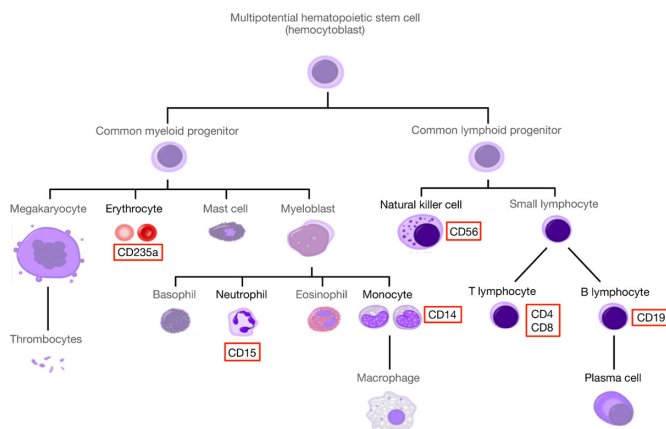 Multipotential hematopoietic stem cell
(hemocytoblast)
Common myeloid progenitor
Common lymphoid progenitor
Megakaryocyte
Erythrocyte
Mast cell
Myeloblast
Natural killer cell
Small lymphocyte
CD235a
CD56
Basophil
Neutrophil
Eosinophil
Monocyte
T lymphocyte
B lymphocyte
CD14
CD4
CD8
CD19
Thrombocytes
CD15
Macrophage
Plasma cell